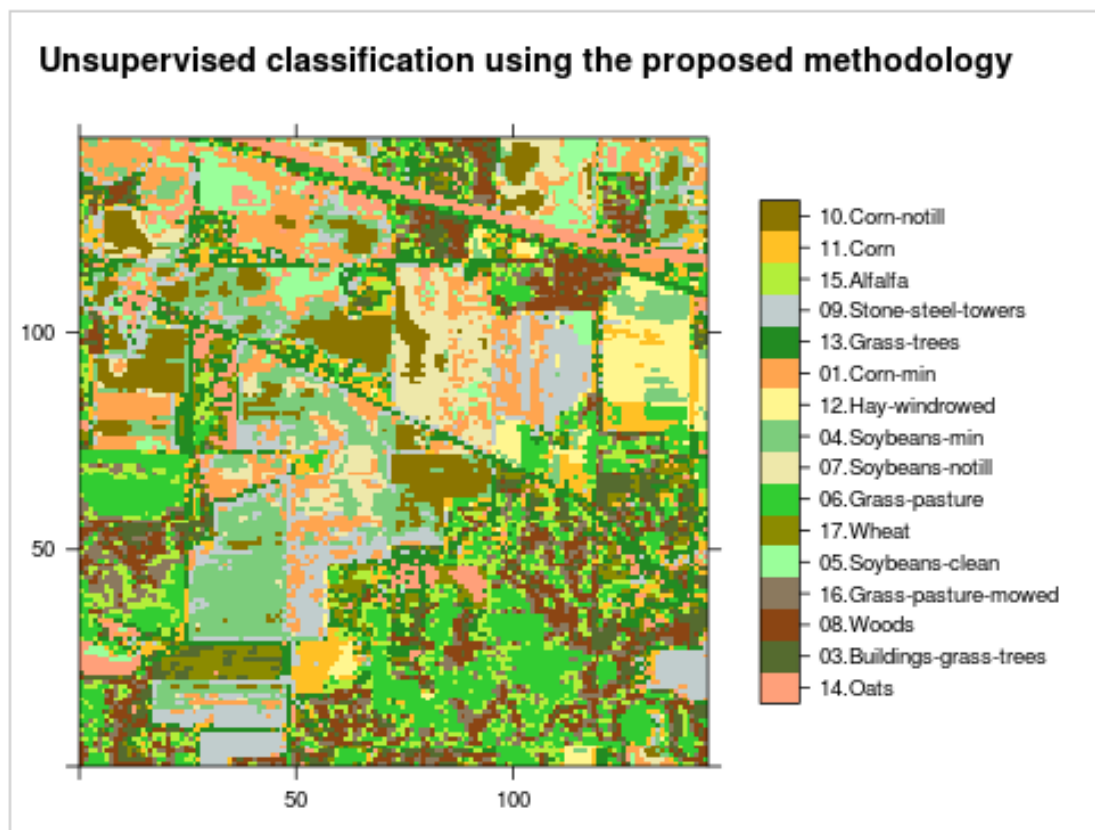 Unsupervised classification using the proposed methodology
100
50
50
100
10.Corn-notill
11.Corn
15.Alfalfa
09.Stone-steel-towers
13.Grass-trees
01.Corn-min
12.Hay-windrowed
04.Soybeans-min
07.Soybeans-notill
06.Grass-pasture
17.Wheat
05.Soybeans-clean
16.Grass-pasture-mowed
08.Woods
03.Buildings-grass-trees
14.Oats